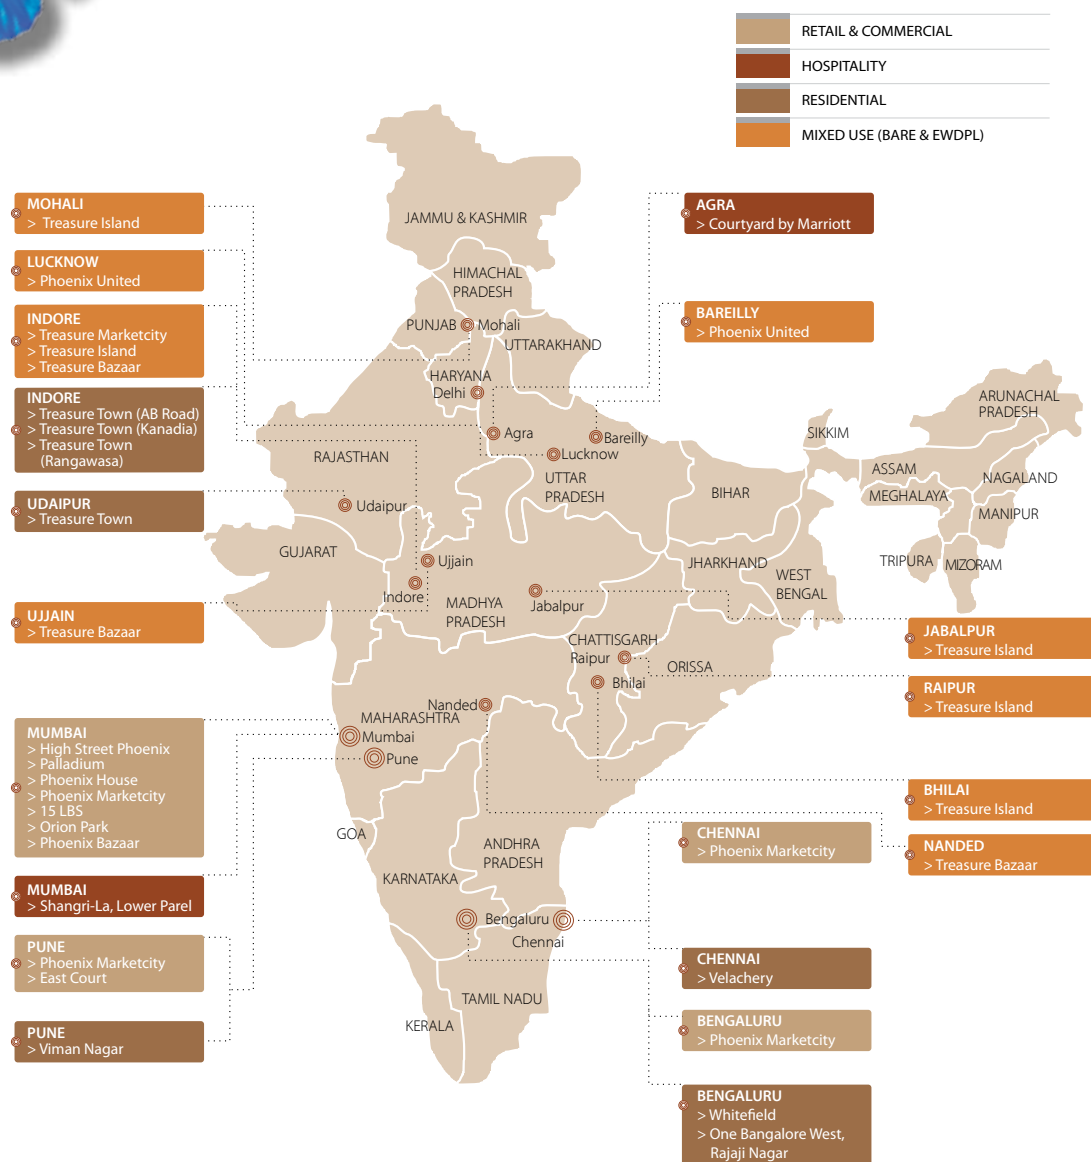 RETAIL & COMMERCIAL
HOSPITALITY
RESIDENTIAL
MIXED USE (BARE & EWDPL)
MOHALI
> Treasure Island
LUCKNOW
> Phoenix United
INDORE
> Treasure Marketcity
> Treasure Island
> Treasure Bazaar
INDORE
> Treasure Town (AB Road)
> Treasure Town (Kanadia)
> Treasure Town
(Rangawasa)
UDAIPUR
> Treasure Town
UJJAIN
> Treasure Bazaar
MUMBAI
> High Street Phoenix
> Palladium
> Phoenix House
> Phoenix Marketcity
> 15 LBS
> Orion Park
> Phoenix Bazaar
MUMBAI
> Shangri-La, Lower Parel
PUNE
> Phoenix Marketcity
> East Court
PUNE
> Viman Nagar
JAMMU & KASHMIR
HIMACHAL
PRADESH
PUNJAB
Mohali
UTTARAKHAND
HARYANA
Delhi
Agra
Bareilly
Lucknow
RAJASTHAN
UTTAR
PRADESH
BIHAR
SIKKIM
ARUNACHAL
PRADESH
ASSAM
NAGALAND
MEGHALAYA
MANIPUR
TRIPURA
MIZORAM
Udaipur
GUJARAT
Ujjain
Indore
MADHYA
PRADESH
Jabalpur
JHARKHAND
WEST
BENGAL
CHATTISGARH
Raipur
ORISSA
Bhilai
Nanded
MAHARASHTRA
Mumbai
Pune
GOA
ANDHRA
PRADESH
KARNATAKA
Bengaluru
Chennai
TAMIL NADU
KERALA
AGRA
> Courtyard by Marriott
BAREILLY
> Phoenix United
JABALPUR
> Treasure Island
RAIPUR
> Treasure Island
BHILAI
> Treasure Island
NANDED
> Treasure Bazaar
CHENNAI
> Phoenix Marketcity
CHENNAI
> Velachery
BENGALURU
> Phoenix Marketcity
BENGALURU
> Whitefield
> One Bangalore West,
Rajaji Nagar